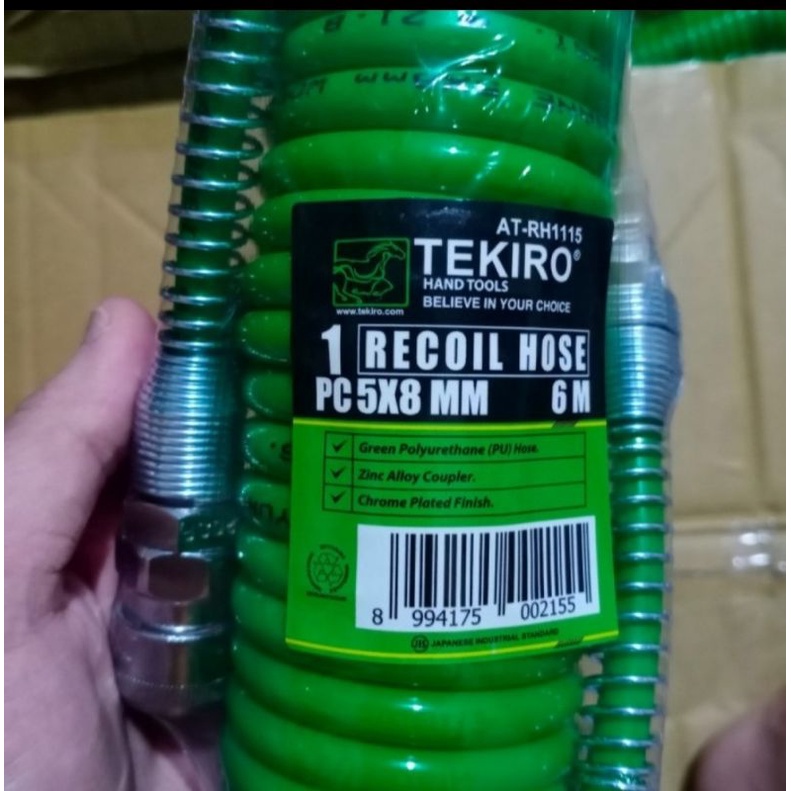 AT-RH1115
TEKIRO®
HAND TOOLS
BELIEVE IN YOUR CHOICE
www.tekiro.com
1 RECOIL HOSE
PC 5X8 MM 6 M
Green Polyurethane (PU) Hose.
Zinc Alloy Coupler.
Chrome Plated Finish.
8 994175 002155
JIS JAPANESE INDUSTRIAL STANDARD